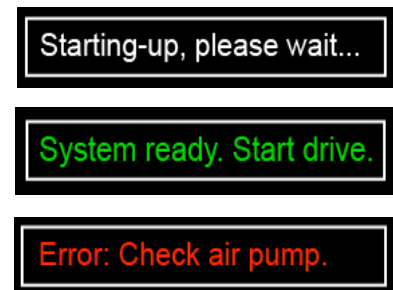 Starting-up, please wait...
System ready. Start drive.
Error: Check air pump.